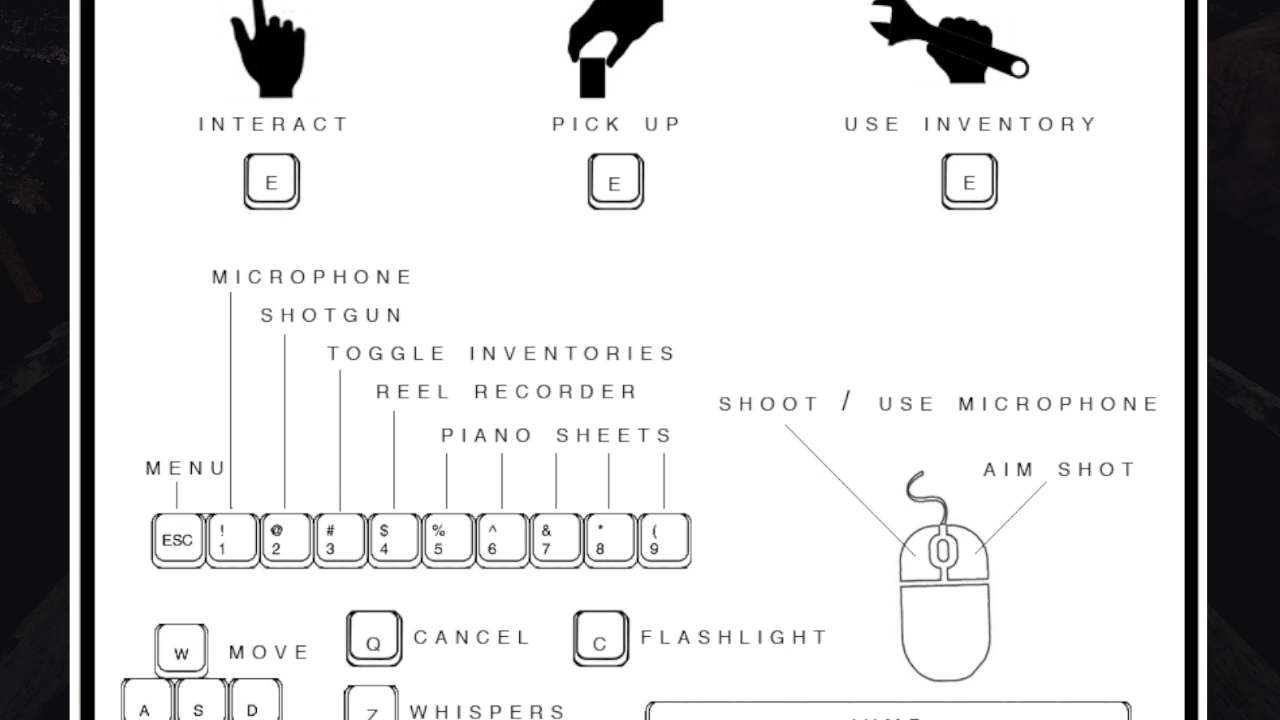 INTERACT PICK UP USE INVENTORY
E E E
MICROPHONE
SHOTGUN
TOGGLE INVENTORIES
REEL RECORDER
SHOOT / USE MICROPHONE
PIANO SHEETS
MENU
AIM SHOT
ESC ! 1 @ 2 # 3 $ 4 % 5 ^ 6 & 7 * 8 ( 9
W MOVE Q CANCEL C FLASHLIGHT
A S D Z WHISPERS